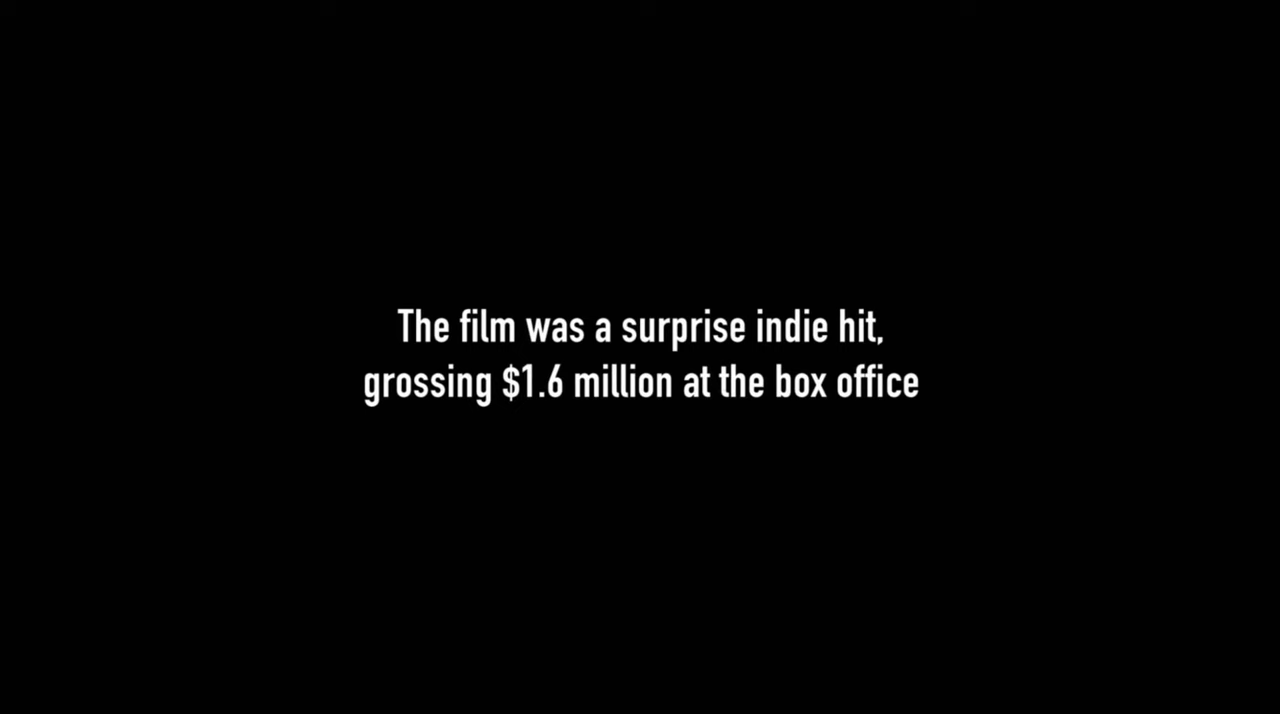 The film was a surprise indie hit,
grossing $1.6 million at the box office